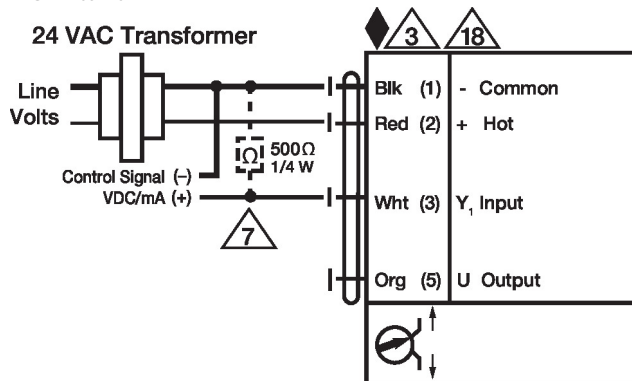 24 VAC Transformer
3
18
Line
Volts
Blk (1) - Common
Red (2) + Hot
Ω
500Ω
1/4 W
Control Signal (–)
VDC/mA (+)
Wht (3) Y₁ Input
7
Org (5) U Output